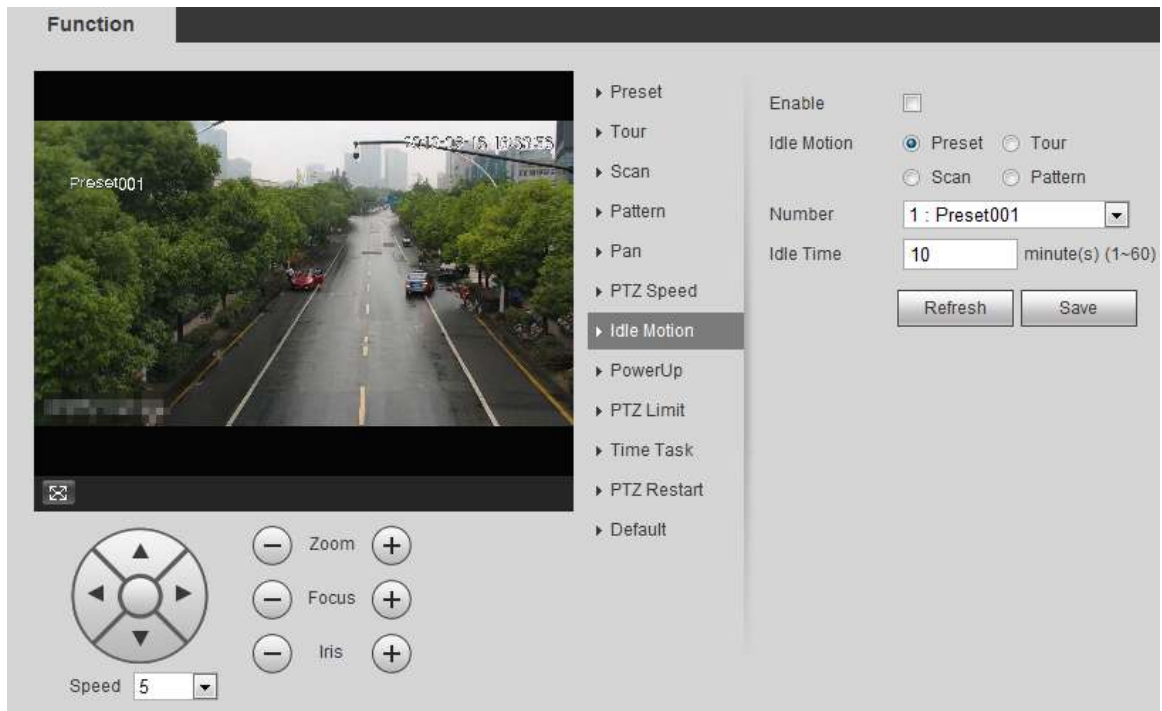 Function
Preset001
Preset
Tour
Scan
Pattern
Pan
PTZ Speed
Idle Motion
PowerUp
PTZ Limit
Time Task
PTZ Restart
Default
Enable
Idle Motion
Preset
Tour
Scan
Pattern
Number
1 : Preset001
Idle Time
10
minute(s) (1~60)
Refresh
Save
Zoom
Focus
Iris
Speed
5